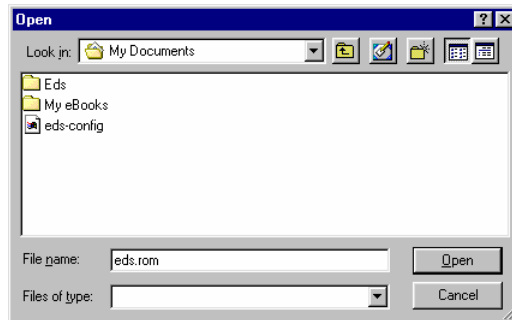 Open
Look in: My Documents
Eds
My eBooks
eds-config
File name: eds.rom Open
Files of type: Cancel